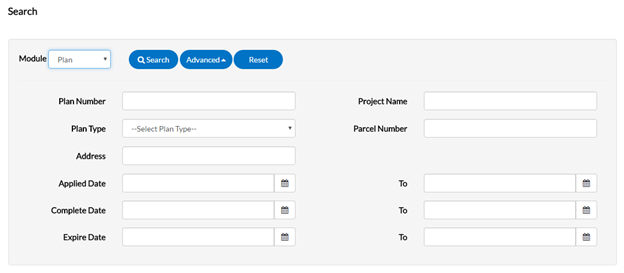 Search
Module Plan Search Advanced Reset
Plan Number Project Name
Plan Type --Select Plan Type-- Parcel Number
Address
Applied Date To
Complete Date To
Expire Date To